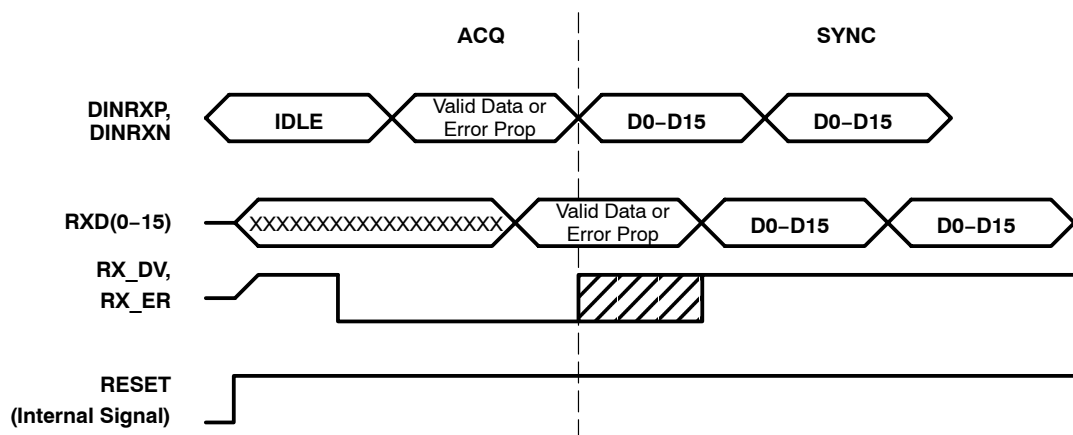 ACQ
SYNC
DINRXP,
DINRXN
IDLE
Valid Data or
Error Prop
D0−D15
D0−D15
RXD(0−15)
XXXXXXXXXXXXXXXXXXX
Valid Data or
Error Prop
D0−D15
D0−D15
RX_DV,
RX_ER
RESET
(Internal Signal)